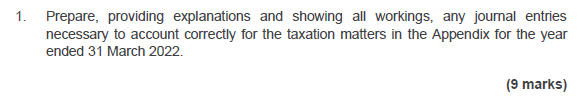 1. Prepare, providing explanations and showing all workings, any journal entries
necessary to account correctly for the taxation matters in the Appendix for the year
ended 31 March 2022.
(9 marks)